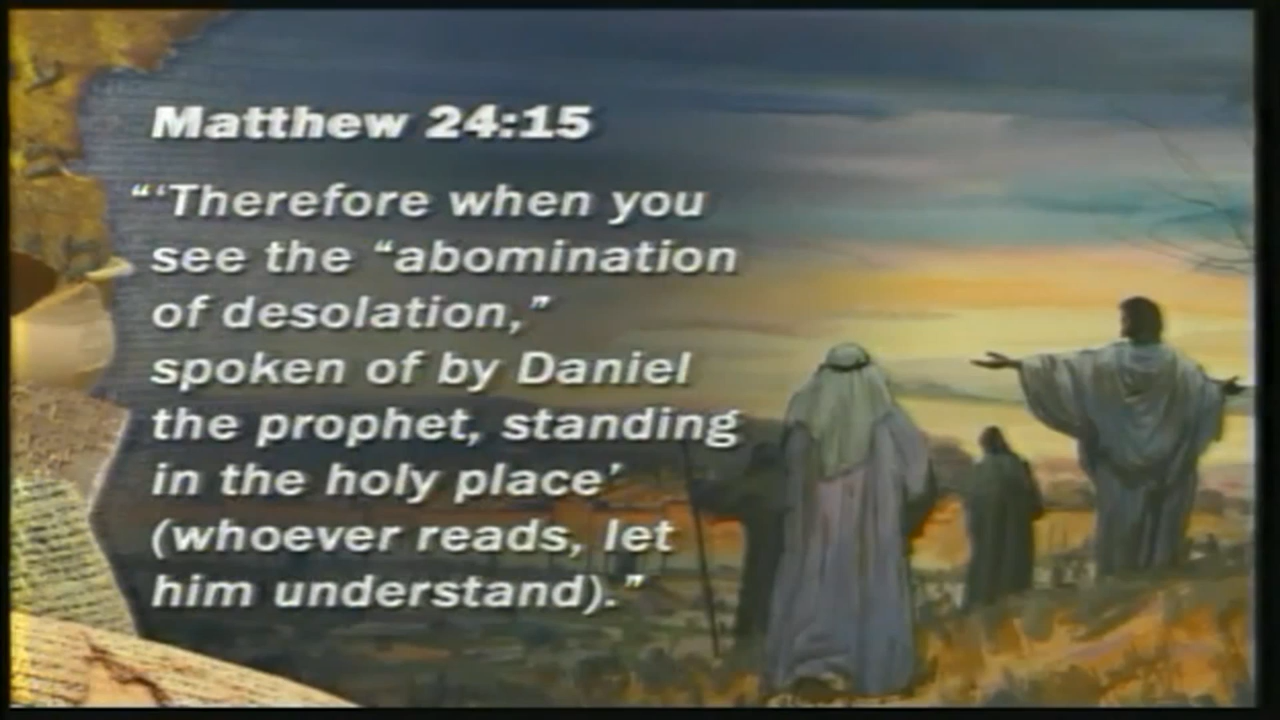 Matthew 24:15
“‘Therefore when you
see the “abomination
of desolation,”
spoken of by Daniel
the prophet, standing
in the holy place’
(whoever reads, let
him understand).”